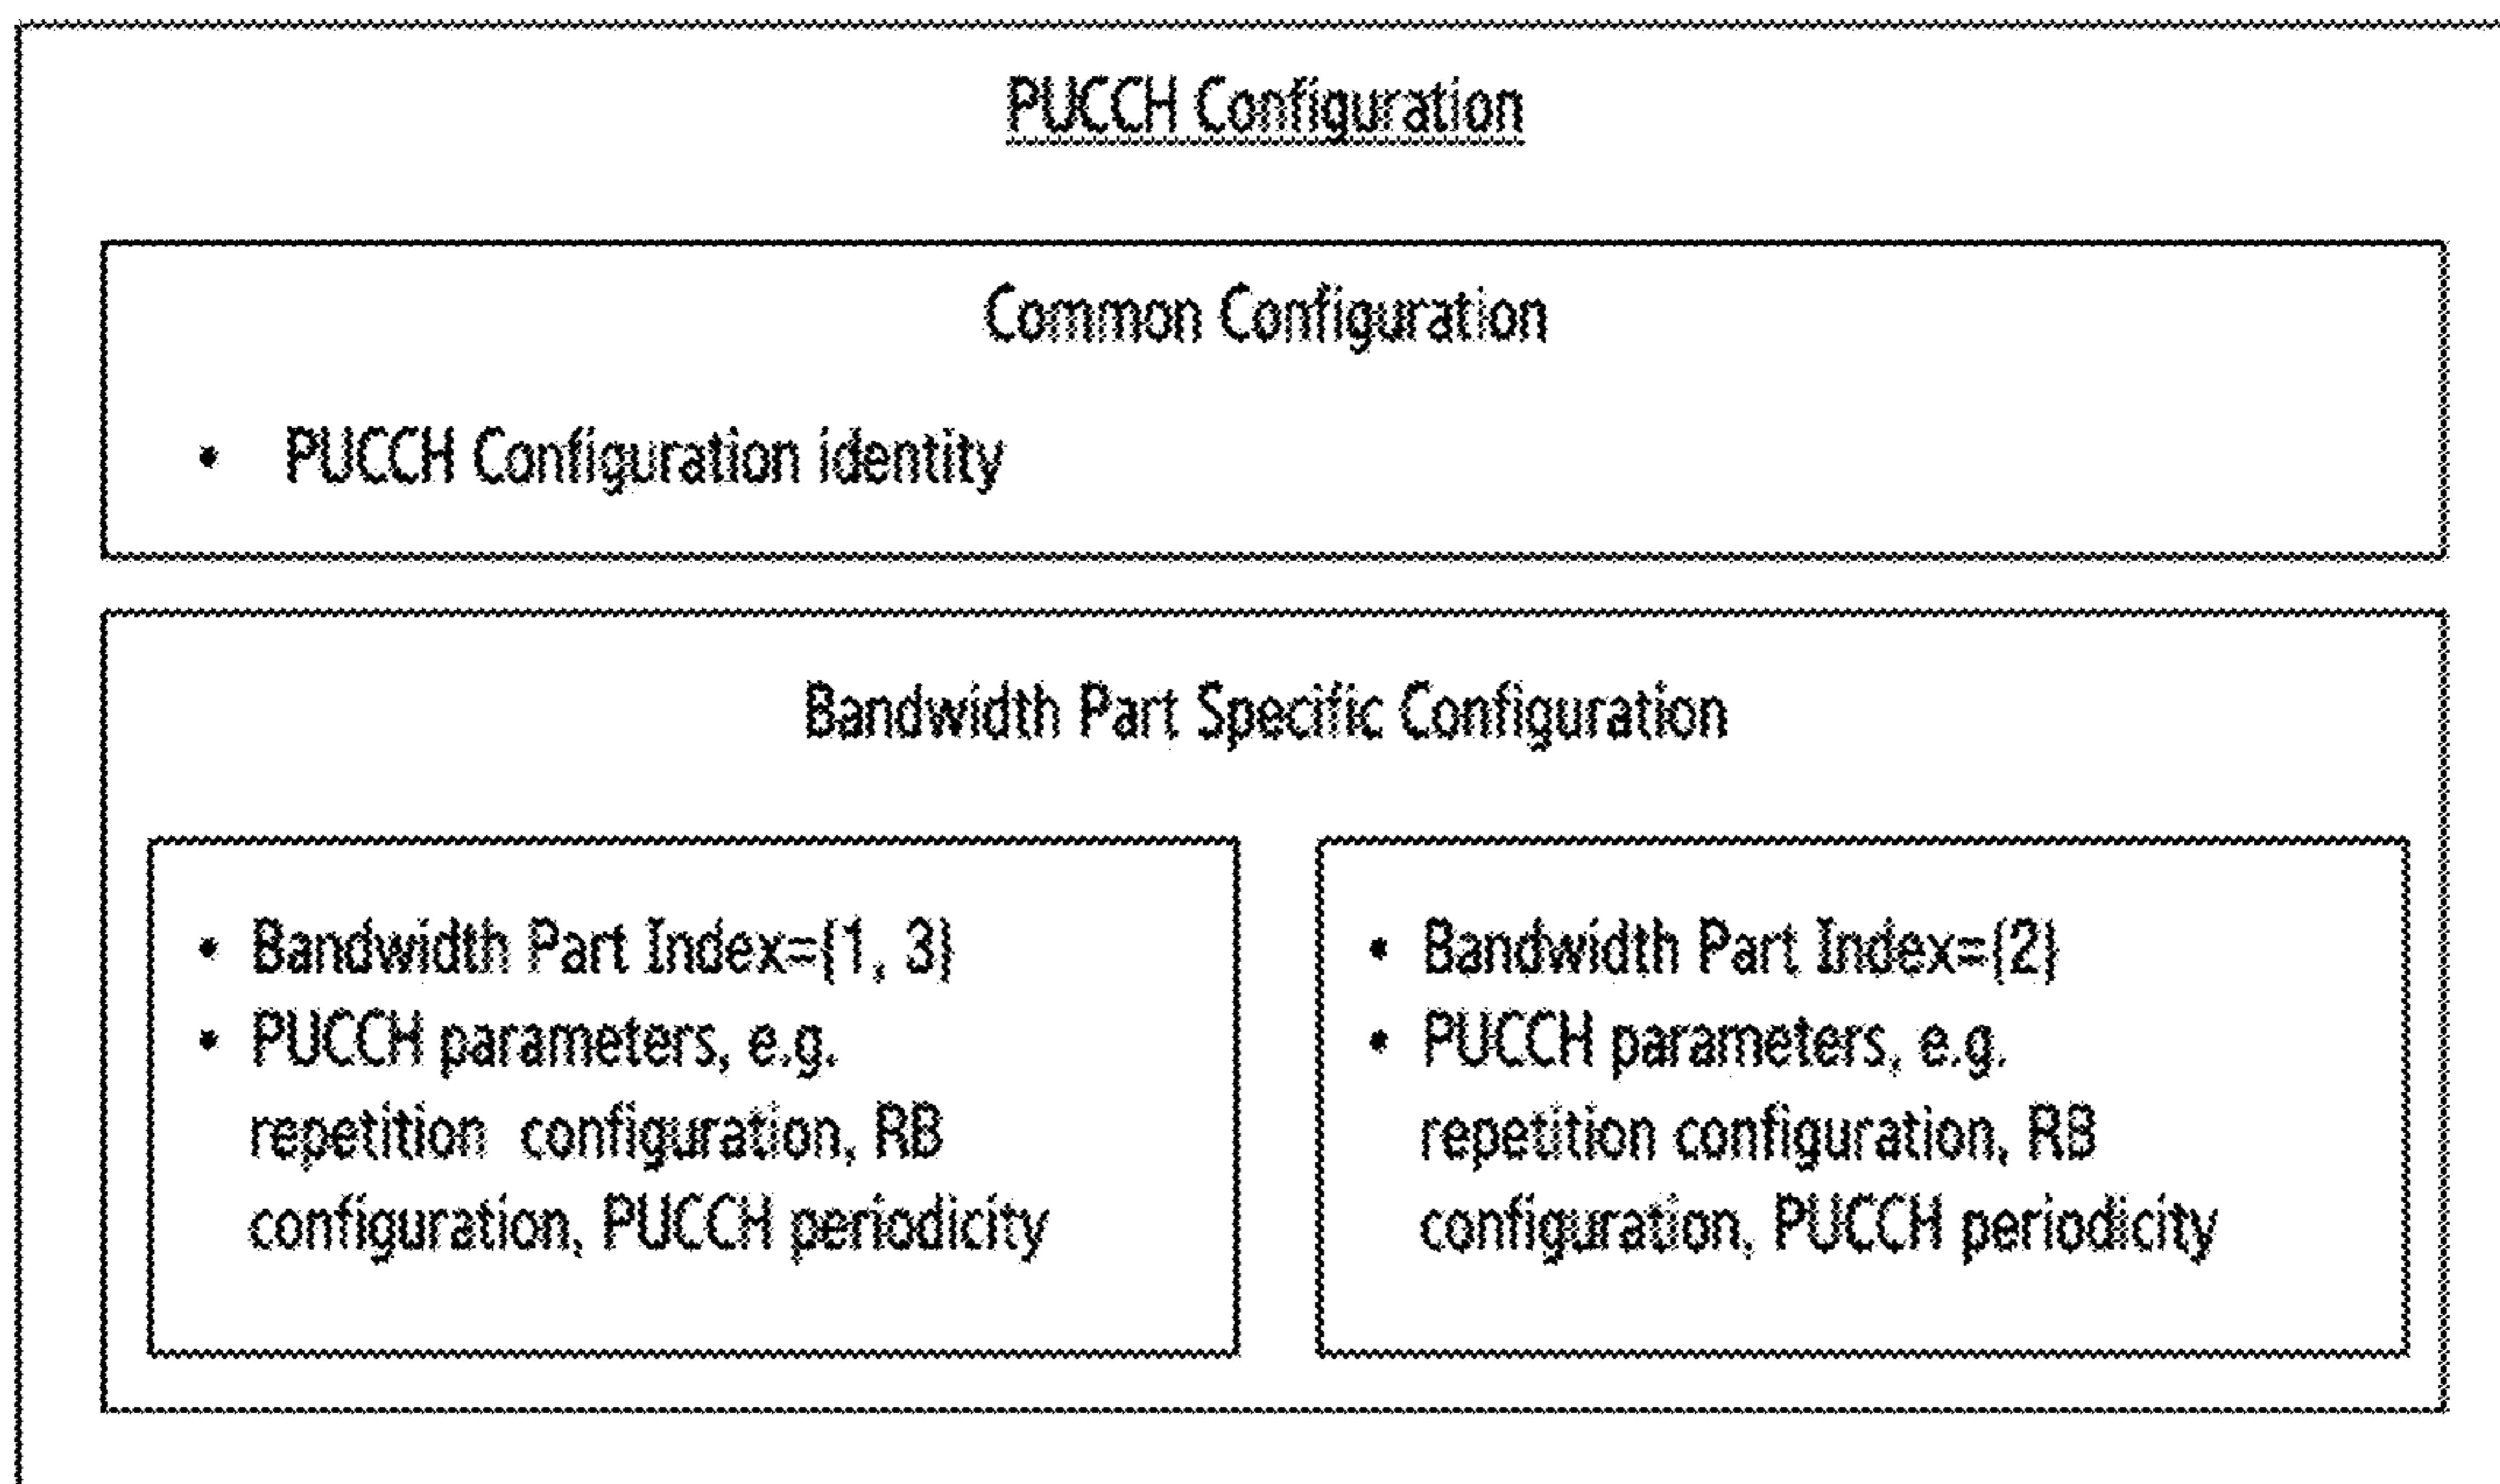 PUCCH Configuration
Common Configuration
• PUCCH Configuration identity
Bandwidth Part Specific Configuration
• Bandwidth Part Index={1, 3}
• PUCCH parameters, e.g.
repetition configuration, RB
configuration, PUCCH periodicity
• Bandwidth Part Index={2}
• PUCCH parameters, e.g.
repetition configuration, RB
configuration, PUCCH periodicity